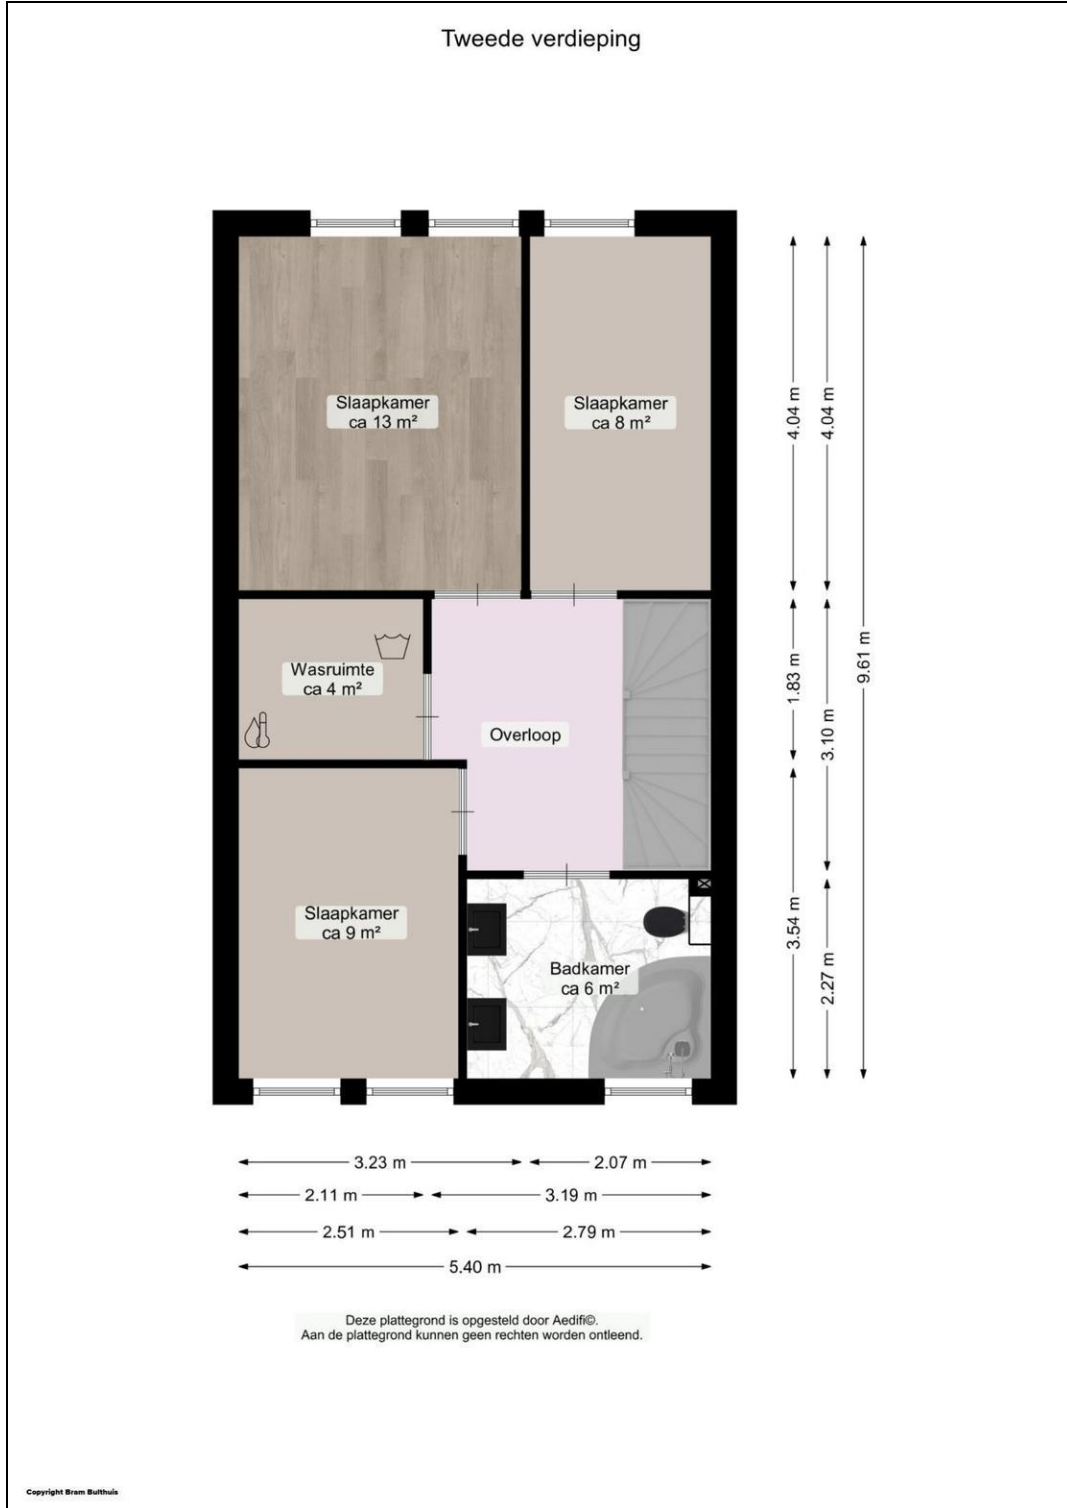 Tweede verdieping
Slaapkamer
ca 13 m²
Slaapkamer
ca 8 m²
Wasruimte
ca 4 m²
Overloop
Slaapkamer
ca 9 m²
Badkamer
ca 6 m²
4.04 m
4.04 m
9.61 m
1.83 m
3.10 m
3.54 m
2.27 m
3.23 m
2.07 m
2.11 m
3.19 m
2.51 m
2.79 m
5.40 m
Deze plattegrond is opgesteld door Aedifi©.
Aan de plattegrond kunnen geen rechten worden ontleend.
Copyright Bram Bulthuis